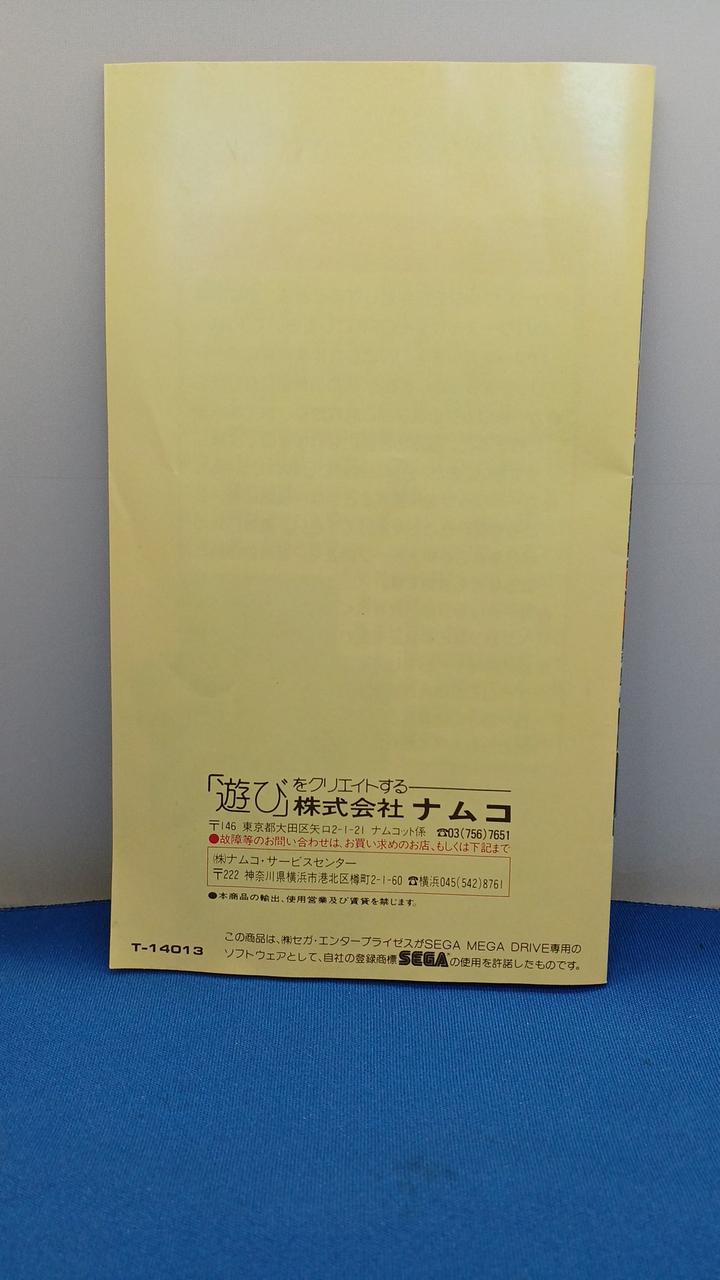 「遊び」をクリエイトする
株式会社 ナムコ
〒146 東京都大田区矢口2-1-21 ナムコット係 ☎03(756)7651
●故障等のお問い合わせは、お買い求めのお店、もしくは下記まで
㈱ナムコ・サービスセンター
〒222 神奈川県横浜市港北区樽町2-1-60 ☎横浜045(542)8761
●本商品の輸出、使用営業及び賃貸を禁じます。
T-14013
この商品は、㈱セガ・エンタープライゼスがSEGA MEGA DRIVE専用の
ソフトウェアとして、自社の登録商標SEGA®の使用を許諾したものです。